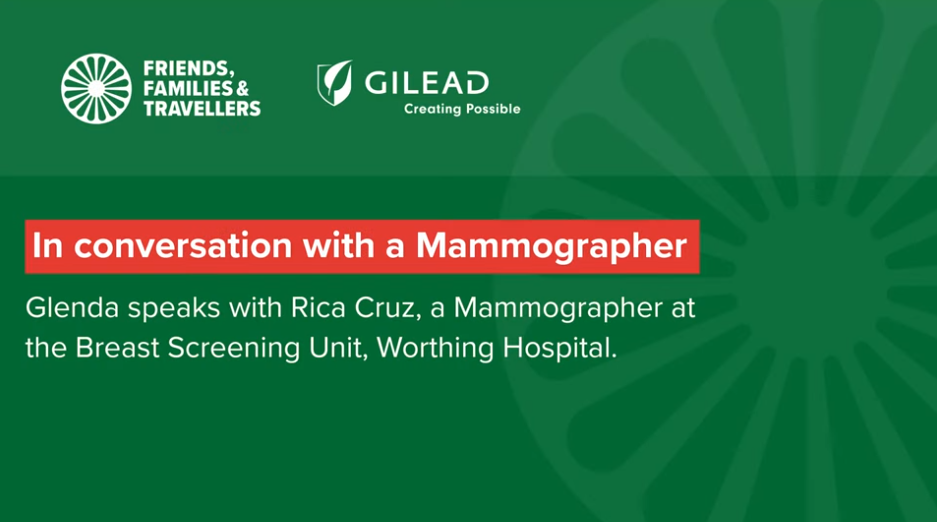 FRIENDS,
FAMILIES &
TRAVELLERS
GILEAD
Creating Possible
In conversation with a Mammographer
Glenda speaks with Rica Cruz, a Mammographer at
the Breast Screening Unit, Worthing Hospital.